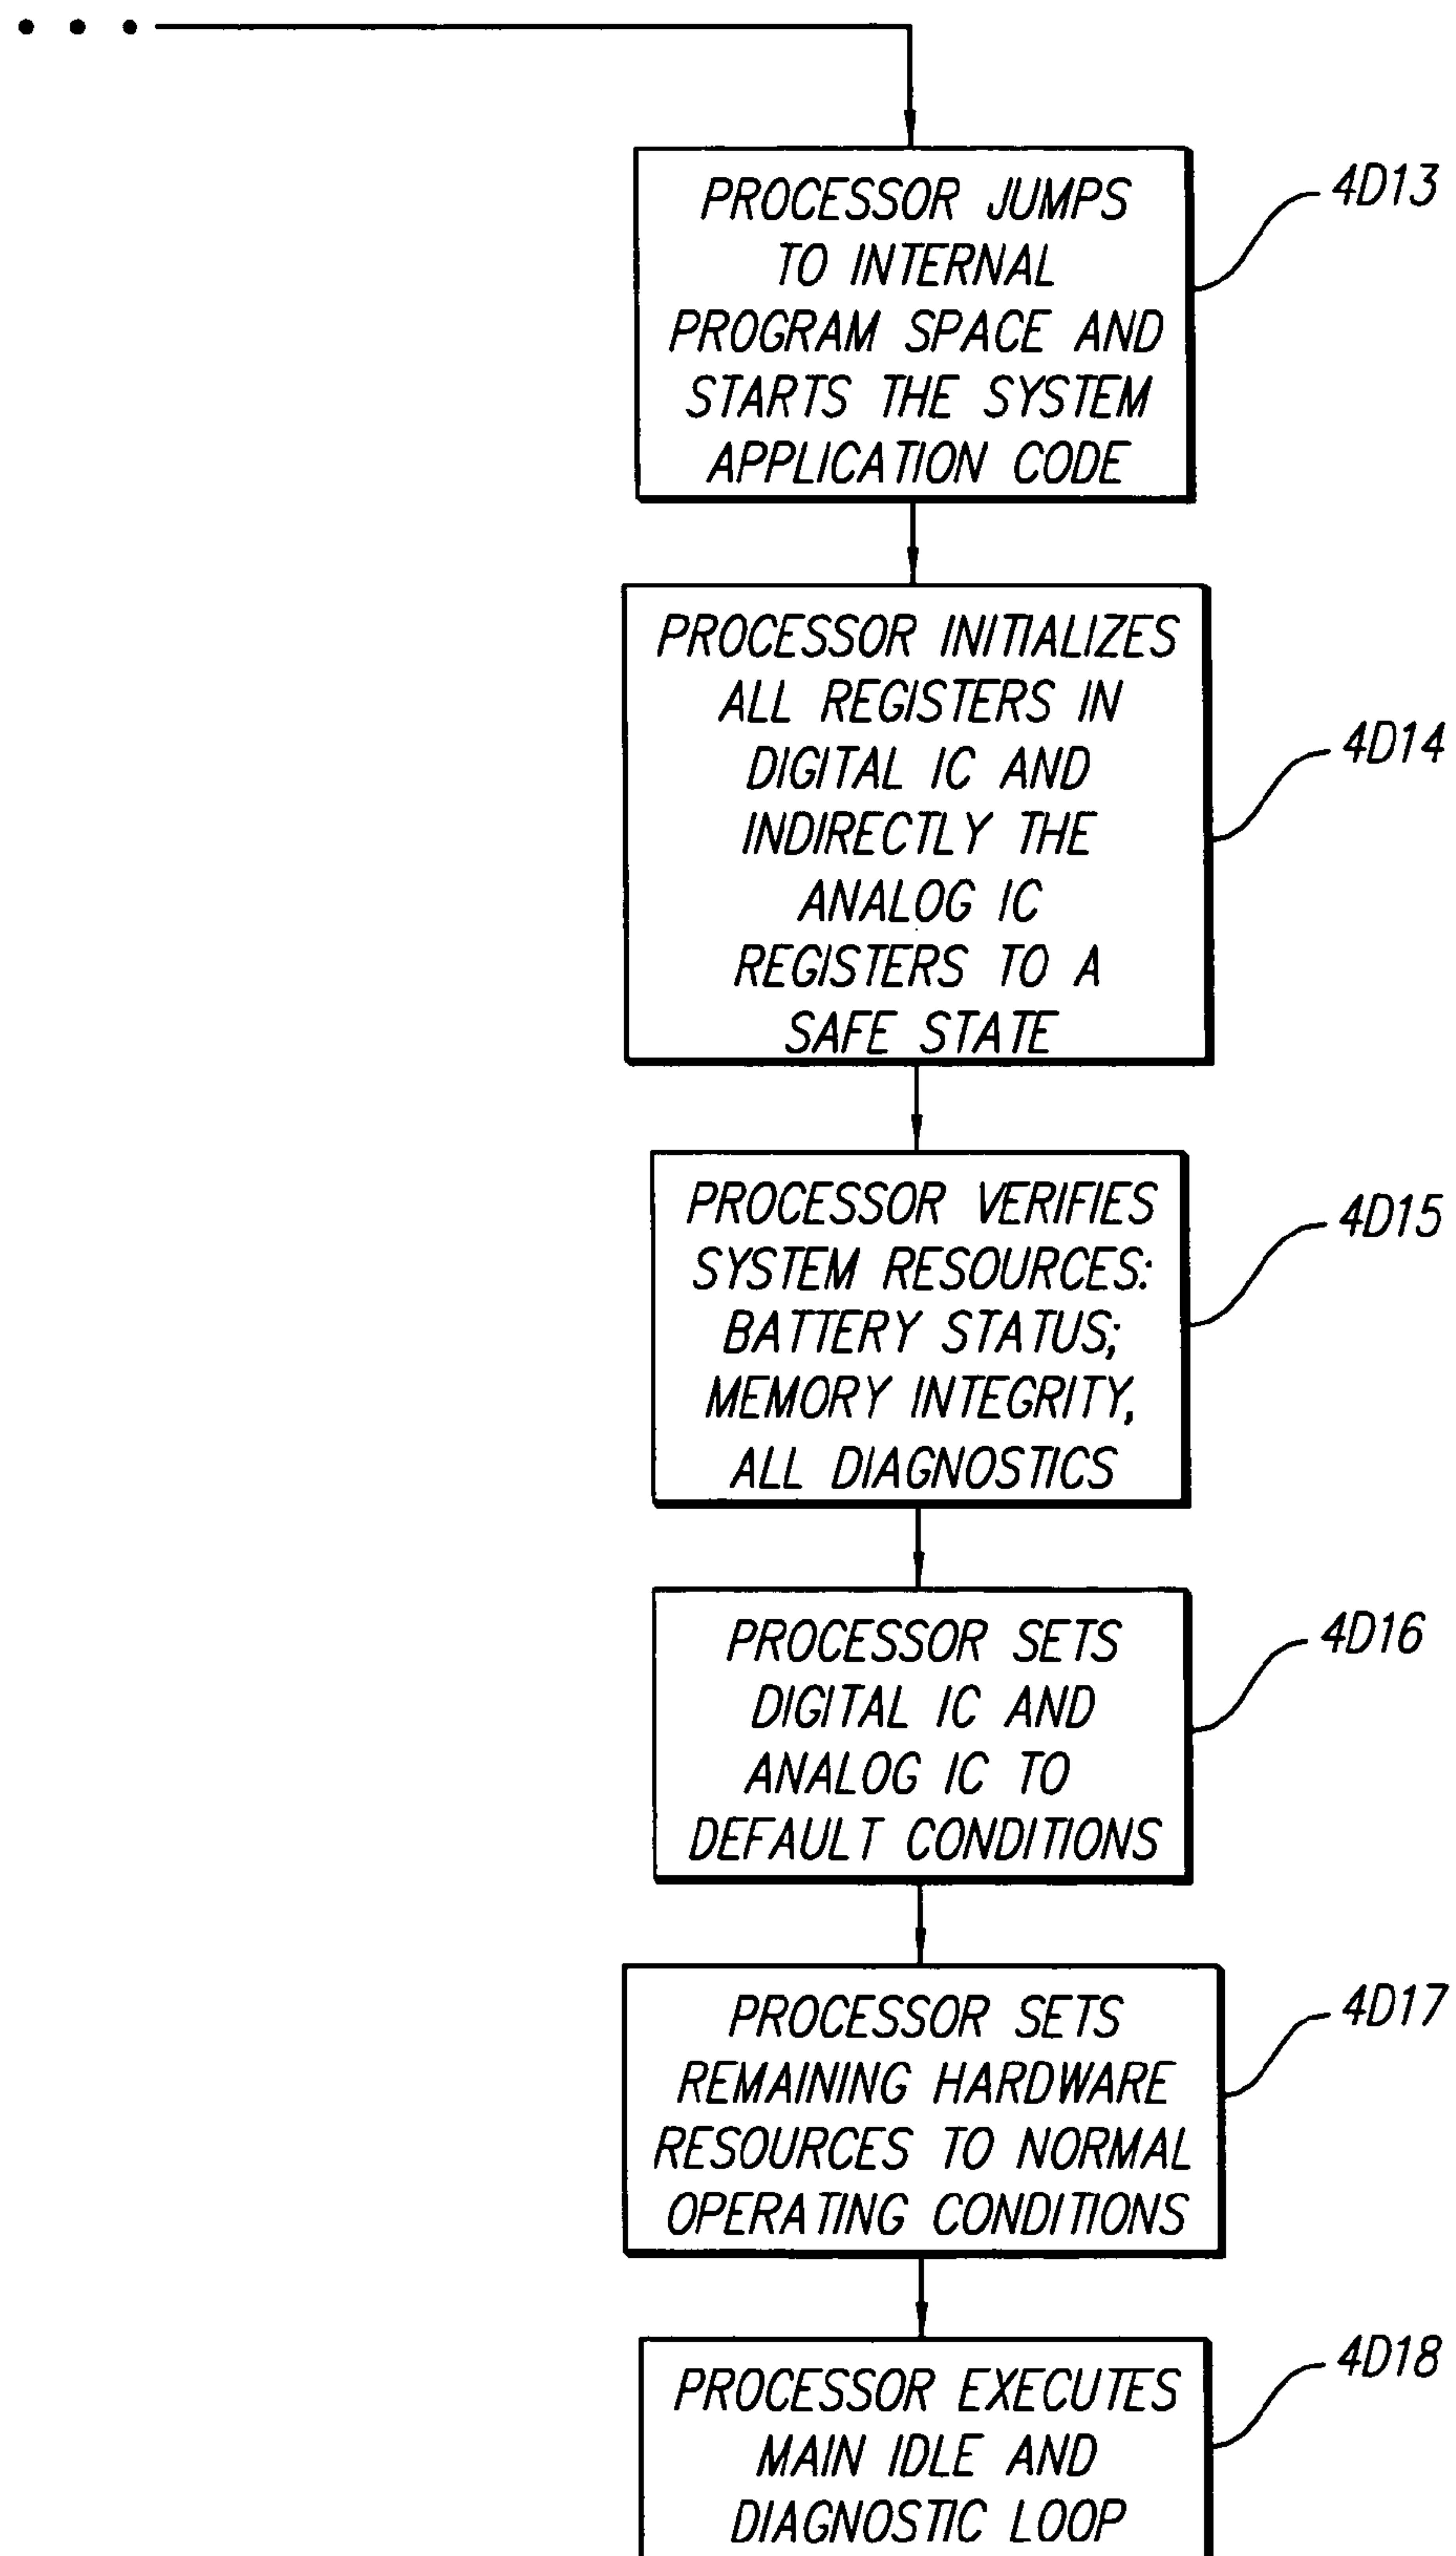 PROCESSOR JUMPS
TO INTERNAL
PROGRAM SPACE AND
STARTS THE SYSTEM
APPLICATION CODE
4D13
PROCESSOR INITIALIZES
ALL REGISTERS IN
DIGITAL IC AND
INDIRECTLY THE
ANALOG IC
REGISTERS TO A
SAFE STATE
4D14
PROCESSOR VERIFIES
SYSTEM RESOURCES:
BATTERY STATUS;
MEMORY INTEGRITY,
ALL DIAGNOSTICS
4D15
PROCESSOR SETS
DIGITAL IC AND
ANALOG IC TO
DEFAULT CONDITIONS
4D16
PROCESSOR SETS
REMAINING HARDWARE
RESOURCES TO NORMAL
OPERATING CONDITIONS
4D17
PROCESSOR EXECUTES
MAIN IDLE AND
DIAGNOSTIC LOOP
4D18